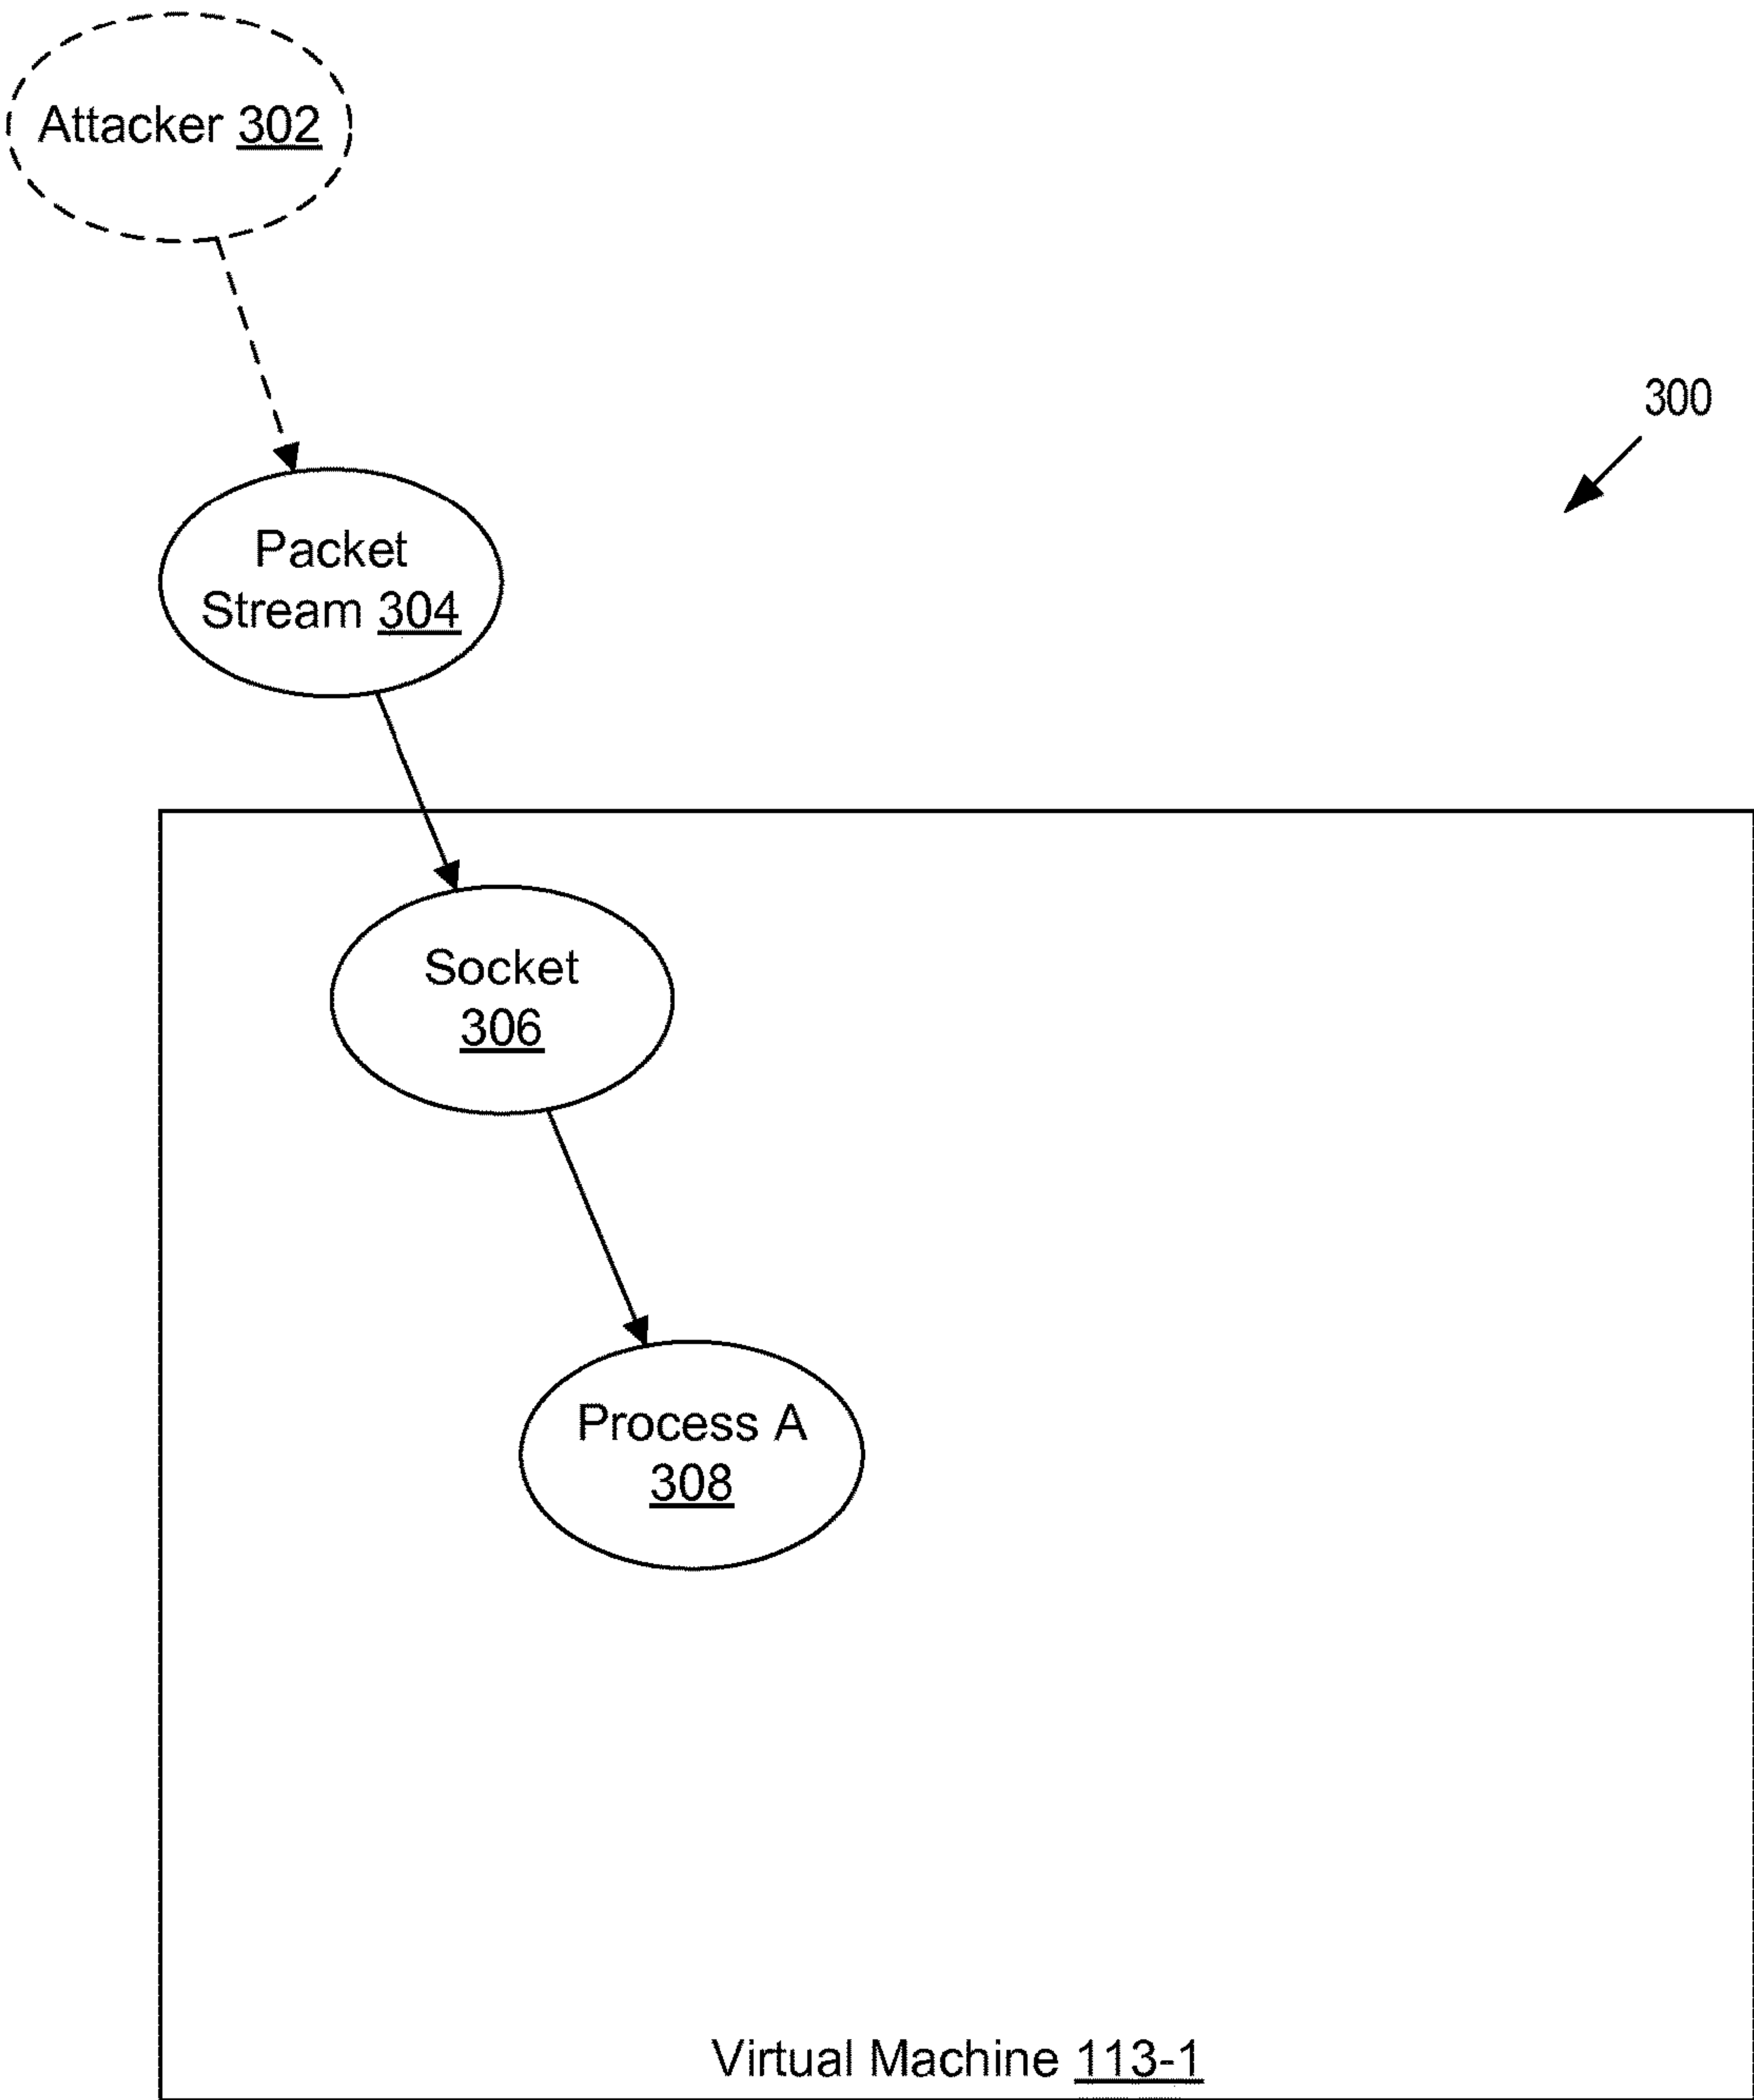 Attacker 302
300
Packet
Stream 304
Socket
306
Process A
308
Virtual Machine 113-1